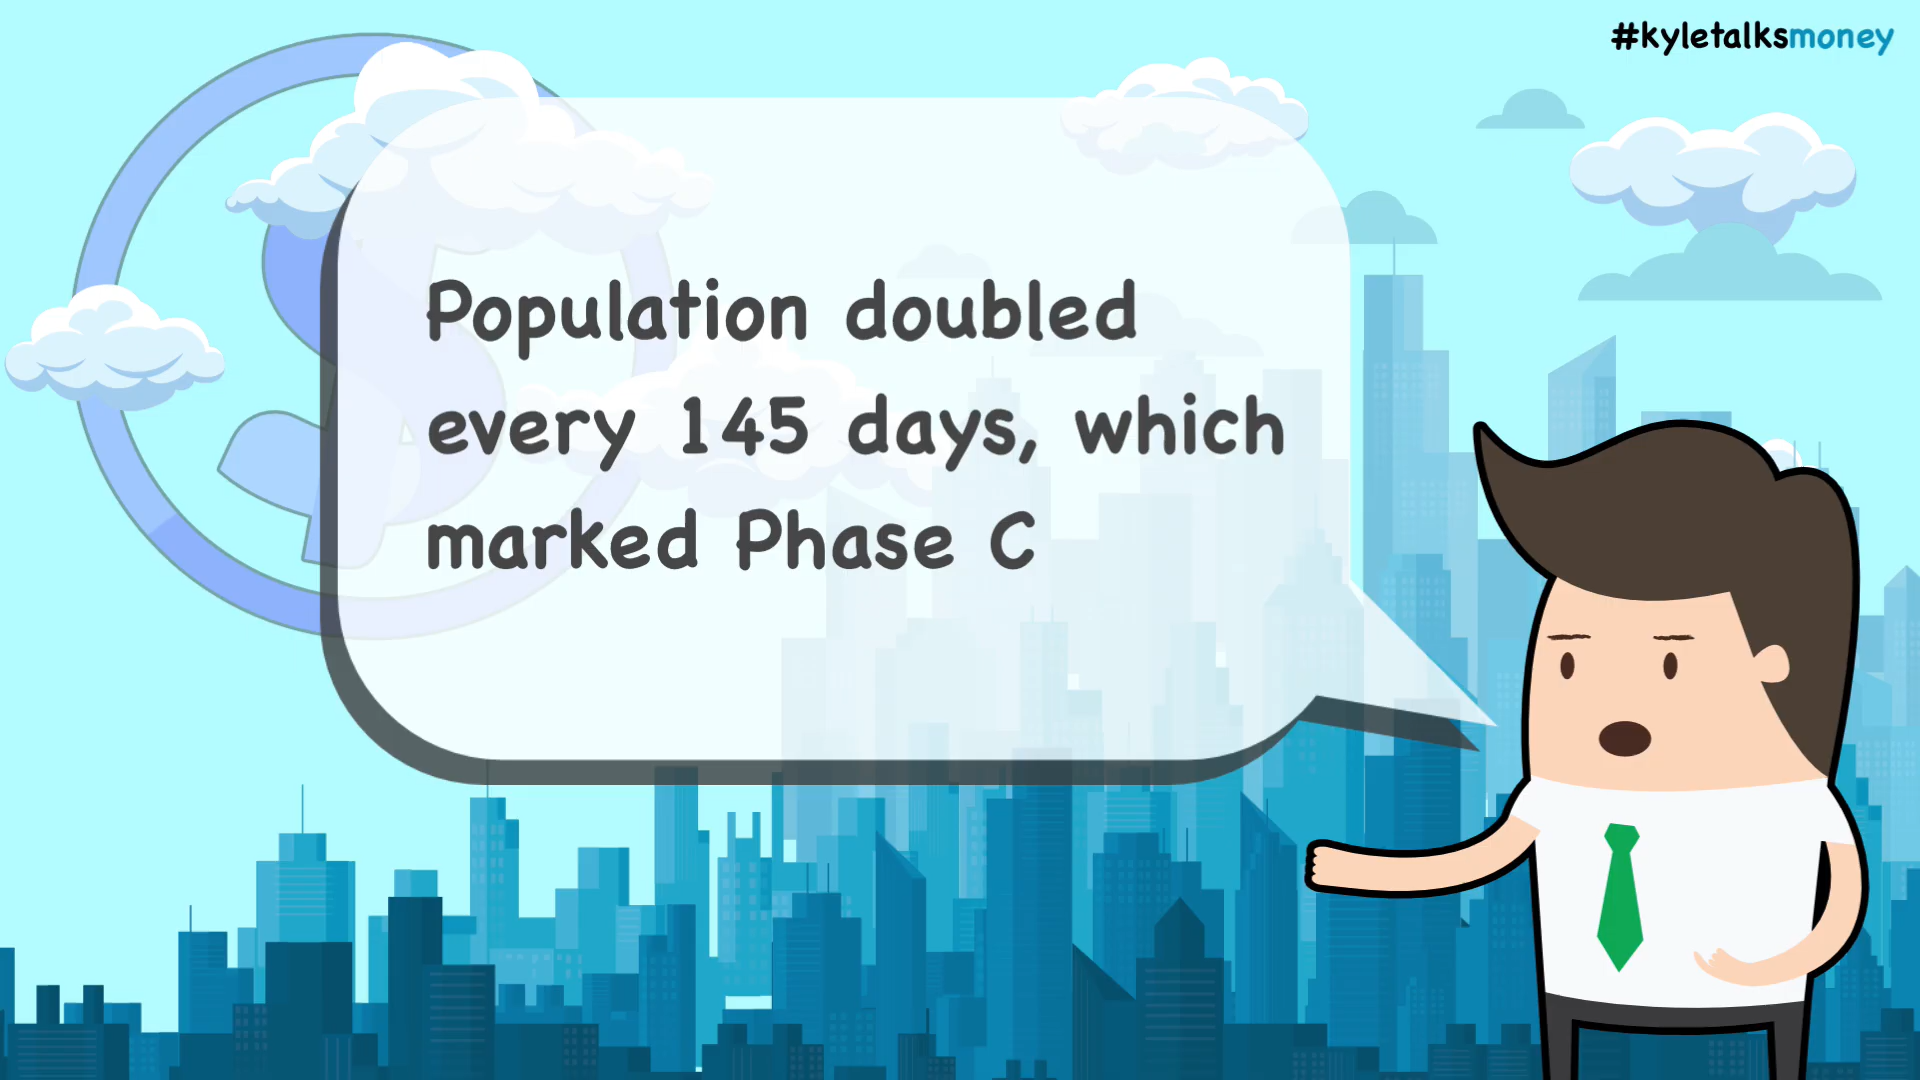 #kyletalksmoney
Population doubled
every 145 days, which
marked Phase C